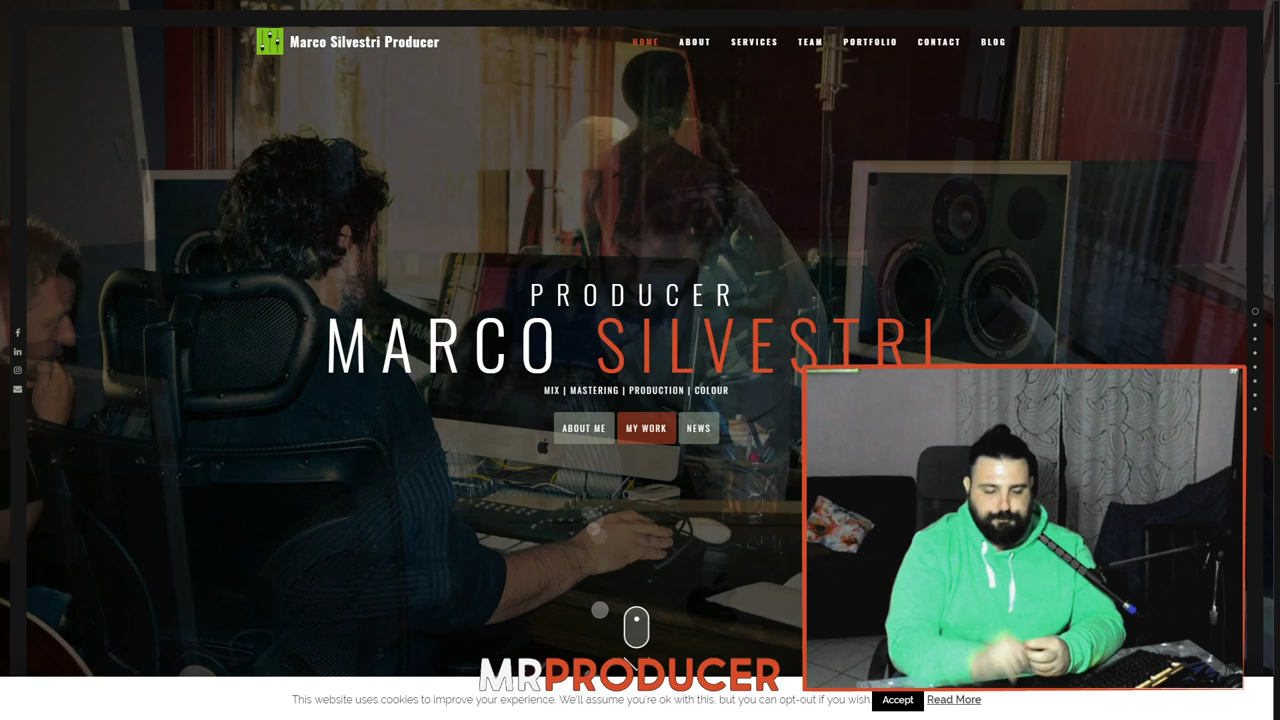 Marco Silvestri Producer
HOME ABOUT SERVICES TEAM PORTFOLIO CONTACT BLOG
PRODUCER
MARCO SILVESTRI
MIX | MASTERING | PRODUCTION | COLOUR
ABOUT ME MY WORK NEWS
MRPRODUCER
This website uses cookies to improve your experience. We'll assume you're ok with this, but you can opt-out if you wish. Accept Read More